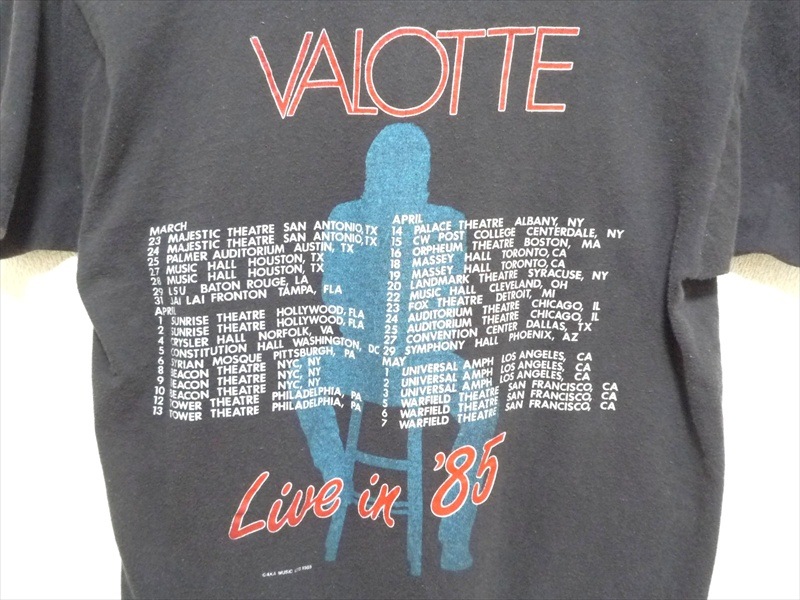 VALOTTE
MARCH
23 MAJESTIC THEATRE SAN ANTONIO, TX
24 MAJESTIC THEATRE SAN ANTONIO, TX
25 PALMER AUDITORIUM AUSTIN, TX
27 MUSIC HALL HOUSTON, TX
28 MUSIC HALL HOUSTON, TX
29 LSU BATON ROUGE, LA
31 JAI LAI FRONTON TAMPA, FLA
APRIL
1 SUNRISE THEATRE HOLLYWOOD, FLA
2 SUNRISE THEATRE HOLLYWOOD, FLA
4 CRYSLER HALL NORFOLK, VA
5 CONSTITUTION HALL WASHINGTON, DC
6 SYRIAN MOSQUE PITTSBURGH, PA
8 BEACON THEATRE NYC, NY
9 BEACON THEATRE NYC, NY
10 BEACON THEATRE NYC, NY
12 TOWER THEATRE PHILADELPHIA, PA
13 TOWER THEATRE PHILADELPHIA, PA
APRIL
14 PALACE THEATRE ALBANY, NY
15 CW POST COLLEGE CENTERDALE, NY
16 ORPHEUM THEATRE BOSTON, MA
18 MASSEY HALL TORONTO, CA
19 MASSEY HALL TORONTO, CA
20 LANDMARK THEATRE SYRACUSE, NY
22 MUSIC HALL CLEVELAND, OH
23 FOX THEATRE DETROIT, MI
24 AUDITORIUM THEATRE CHICAGO, IL
25 AUDITORIUM THEATRE CHICAGO, IL
27 CONVENTION CENTER DALLAS, TX
29 SYMPHONY HALL PHOENIX, AZ
MAY
1 UNIVERSAL AMPH LOS ANGELES, CA
2 UNIVERSAL AMPH LOS ANGELES, CA
3 UNIVERSAL AMPH LOS ANGELES, CA
5 WARFIELD THEATRE SAN FRANCISCO, CA
6 WARFIELD THEATRE SAN FRANCISCO, CA
7 WARFIELD THEATRE SAN FRANCISCO, CA
Live in '85
MUSIC